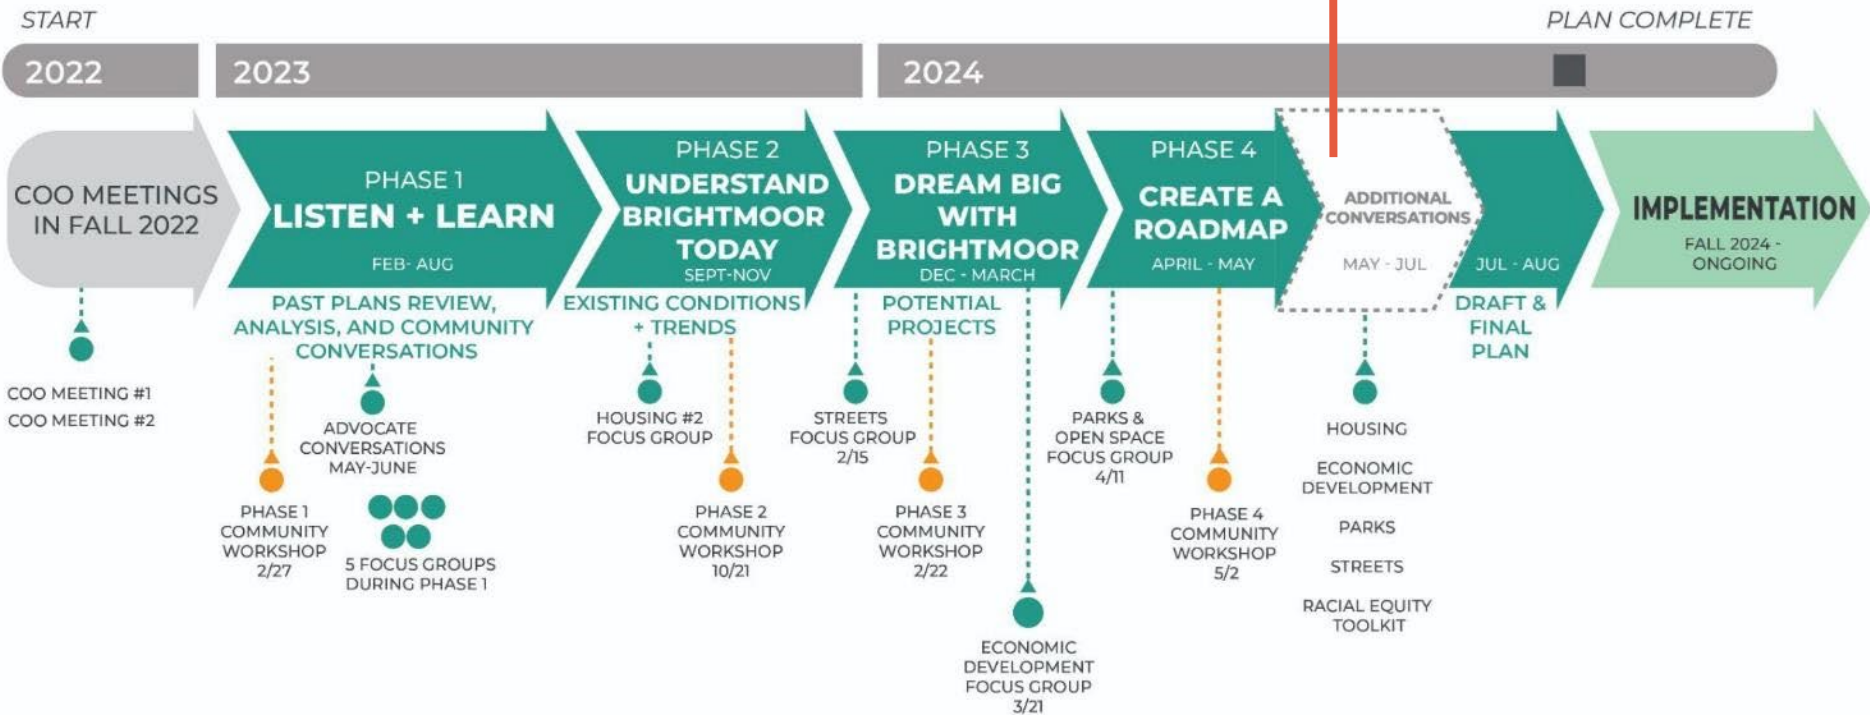 START
PLAN COMPLETE
2022
2023
2024
COO MEETINGS
IN FALL 2022
PHASE 1
LISTEN + LEARN
FEB- AUG
PHASE 2
UNDERSTAND
BRIGHTMOOR
TODAY
SEPT-NOV
PHASE 3
DREAM BIG
WITH
BRIGHTMOOR
DEC - MARCH
PHASE 4
CREATE A
ROADMAP
APRIL - MAY
ADDITIONAL
CONVERSATIONS
MAY - JUL
JUL - AUG
IMPLEMENTATION
FALL 2024 -
ONGOING
PAST PLANS REVIEW,
ANALYSIS, AND COMMUNITY
CONVERSATIONS
EXISTING CONDITIONS
+ TRENDS
POTENTIAL
PROJECTS
DRAFT &
FINAL
PLAN
COO MEETING #1
COO MEETING #2
PHASE 1
COMMUNITY
WORKSHOP
2/27
ADVOCATE
CONVERSATIONS
MAY-JUNE
5 FOCUS GROUPS
DURING PHASE 1
HOUSING #2
FOCUS GROUP
PHASE 2
COMMUNITY
WORKSHOP
10/21
STREETS
FOCUS GROUP
2/15
PHASE 3
COMMUNITY
WORKSHOP
2/22
ECONOMIC
DEVELOPMENT
FOCUS GROUP
3/21
PARKS &
OPEN SPACE
FOCUS GROUP
4/11
PHASE 4
COMMUNITY
WORKSHOP
5/2
HOUSING
ECONOMIC
DEVELOPMENT
PARKS
STREETS
RACIAL EQUITY
TOOLKIT